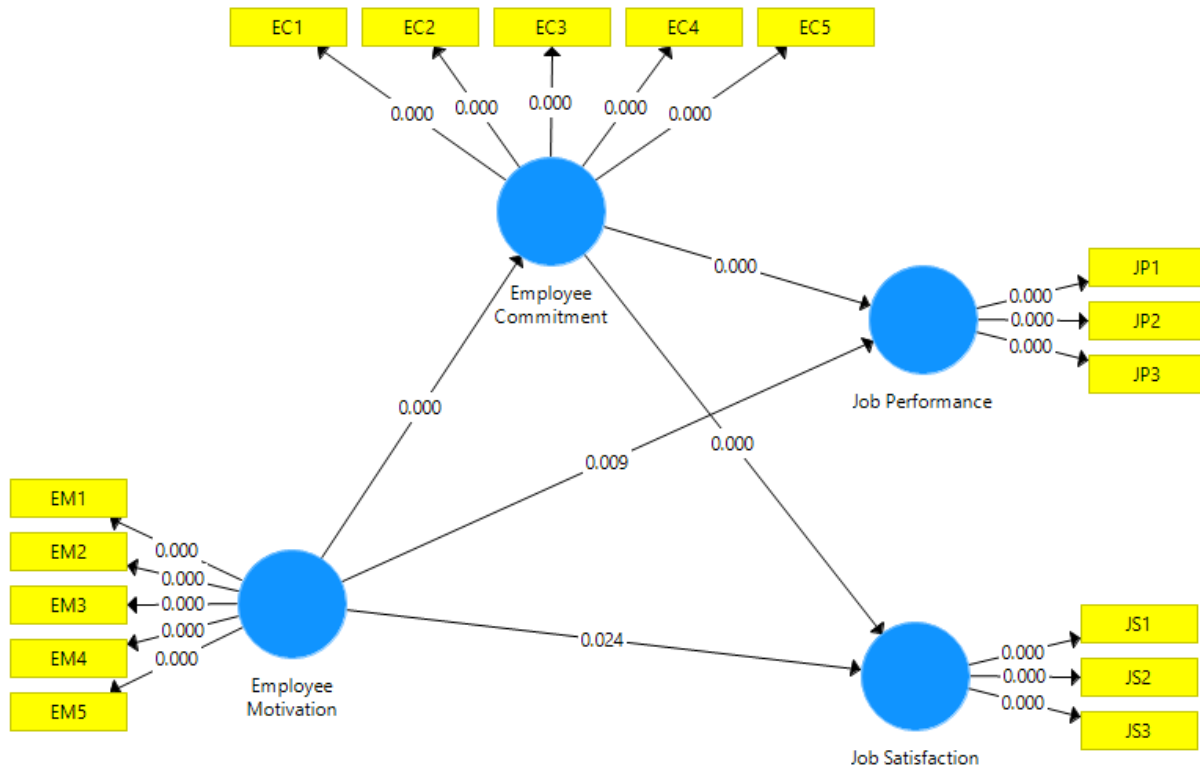 EC1
EC2
EC3
EC4
EC5
0.000
0.000
0.000
0.000
0.000
Employee
Commitment
0.000
JP1
0.000
JP2
0.000
JP3
0.000
Job Performance
0.000
0.000
0.009
EM1
0.000
EM2
0.000
EM3
0.000
EM4
0.000
EM5
0.000
Employee
Motivation
0.024
JS1
0.000
JS2
0.000
JS3
0.000
Job Satisfaction